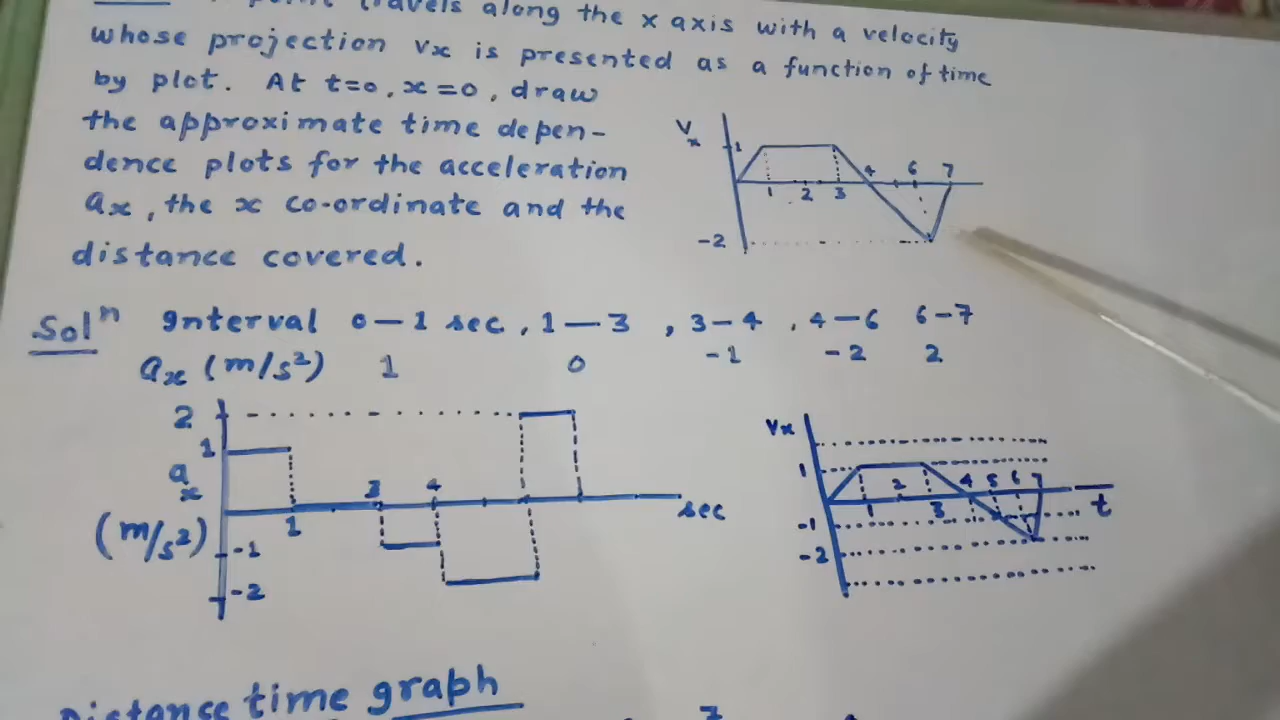 travels along the x axis with a velocity
whose projection vx is presented as a function of time
by plot. At t=0, x=0, draw
the approximate time depen-
dence plots for the acceleration
ax, the x co-ordinate and the
distance covered.
Vx
1
1 2 3 4 6 7
-2
Solⁿ Interval 0-1 sec, 1-3, 3-4, 4-6 6-7
ax (m/s²) 1 0 -1 -2 2
2
1
ax
(m/s²)
-1
-2
1 3 4
sec
Vx
1
-1
-2
1 2 3 4 5 6 7
t
Distance time graph
7